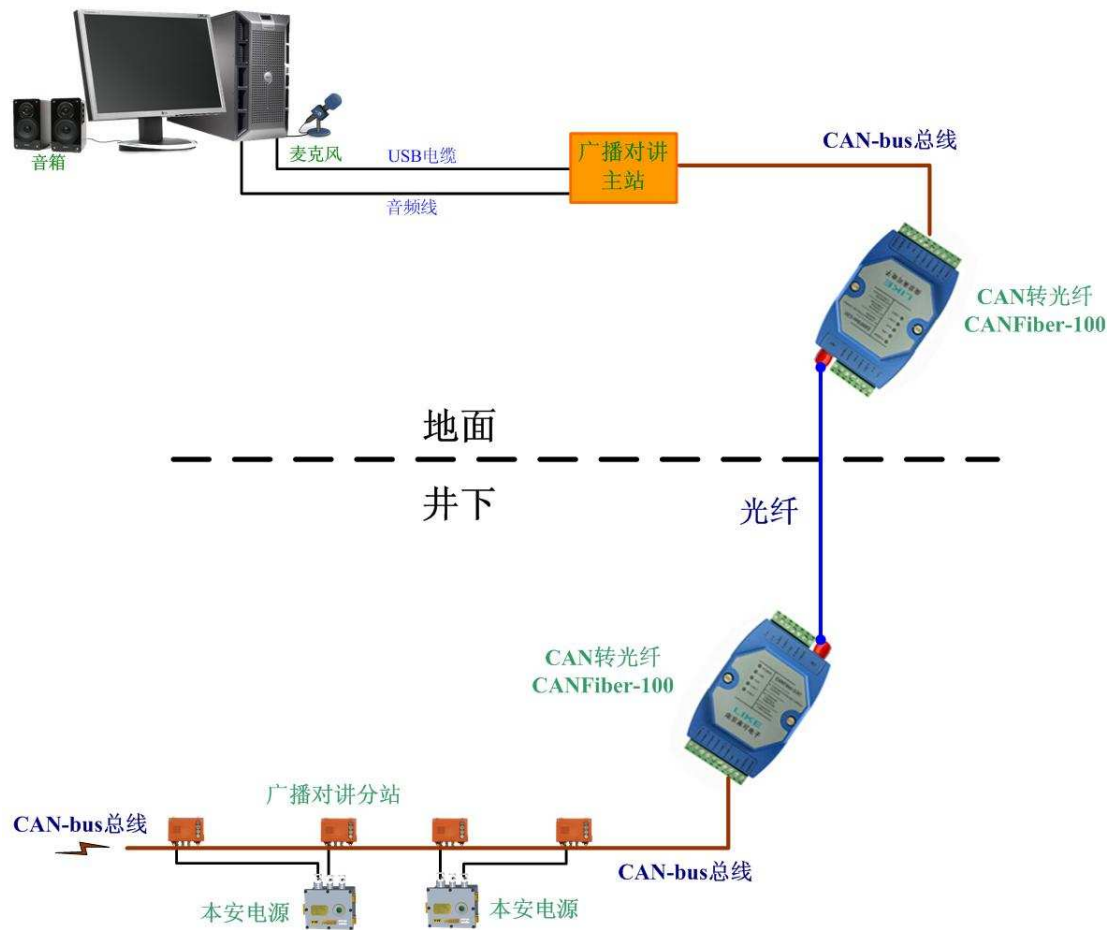 音箱
麦克风
USB电缆
音频线
广播对讲
主站
CAN-bus总线
LIKE
CAN转光纤
CANFiber-100
地面
井下
光纤
CAN转光纤
CANFiber-100
LIKE
广播对讲分站
CAN-bus总线
CAN-bus总线
本安电源
本安电源